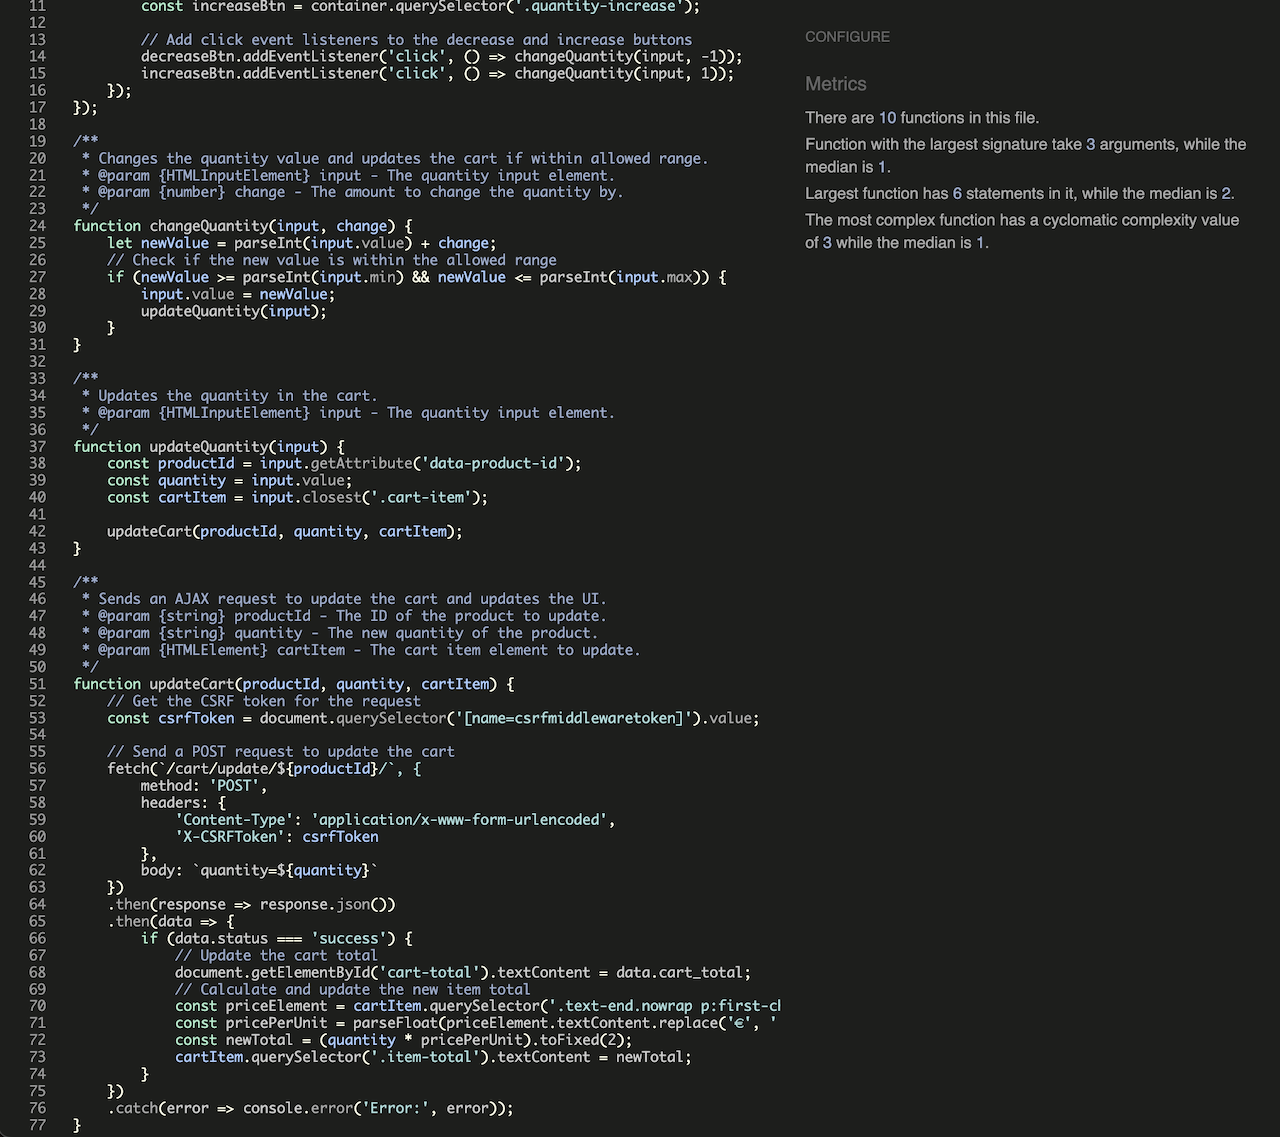 11 const increaseBtn = container.querySelector('.quantity-increase');
12
13 // Add click event listeners to the decrease and increase buttons
14 decreaseBtn.addEventListener('click', () => changeQuantity(input, -1));
15 increaseBtn.addEventListener('click', () => changeQuantity(input, 1));
16 });
17 });
18
19 /**
20 * Changes the quantity value and updates the cart if within allowed range.
21 * @param {HTMLInputElement} input - The quantity input element.
22 * @param {number} change - The amount to change the quantity by.
23 */
24 function changeQuantity(input, change) {
25 let newValue = parseInt(input.value) + change;
26 // Check if the new value is within the allowed range
27 if (newValue >= parseInt(input.min) && newValue <= parseInt(input.max)) {
28 input.value = newValue;
29 updateQuantity(input);
30 }
31 }
32
33 /**
34 * Updates the quantity in the cart.
35 * @param {HTMLInputElement} input - The quantity input element.
36 */
37 function updateQuantity(input) {
38 const productId = input.getAttribute('data-product-id');
39 const quantity = input.value;
40 const cartItem = input.closest('.cart-item');
41
42 updateCart(productId, quantity, cartItem);
43 }
44
45 /**
46 * Sends an AJAX request to update the cart and updates the UI.
47 * @param {string} productId - The ID of the product to update.
48 * @param {string} quantity - The new quantity of the product.
49 * @param {HTMLElement} cartItem - The cart item element to update.
50 */
51 function updateCart(productId, quantity, cartItem) {
52 // Get the CSRF token for the request
53 const csrfToken = document.querySelector('[name=csrfmiddlewaretoken]').value;
54
55 // Send a POST request to update the cart
56 fetch(`/cart/update/${productId}/`, {
57 method: 'POST',
58 headers: {
59 'Content-Type': 'application/x-www-form-urlencoded',
60 'X-CSRFToken': csrfToken
61 },
62 body: `quantity=${quantity}`
63 })
64 .then(response => response.json())
65 .then(data => {
66 if (data.status === 'success') {
67 // Update the cart total
68 document.getElementById('cart-total').textContent = data.cart_total;
69 // Calculate and update the new item total
70 const priceElement = cartItem.querySelector('.text-end.nowrap p:first-cl
71 const pricePerUnit = parseFloat(priceElement.textContent.replace('€', '
72 const newTotal = (quantity * pricePerUnit).toFixed(2);
73 cartItem.querySelector('.item-total').textContent = newTotal;
74 }
75 })
76 .catch(error => console.error('Error:', error));
77 }
CONFIGURE
Metrics
There are 10 functions in this file.
Function with the largest signature take 3 arguments, while the
median is 1.
Largest function has 6 statements in it, while the median is 2.
The most complex function has a cyclomatic complexity value
of 3 while the median is 1.